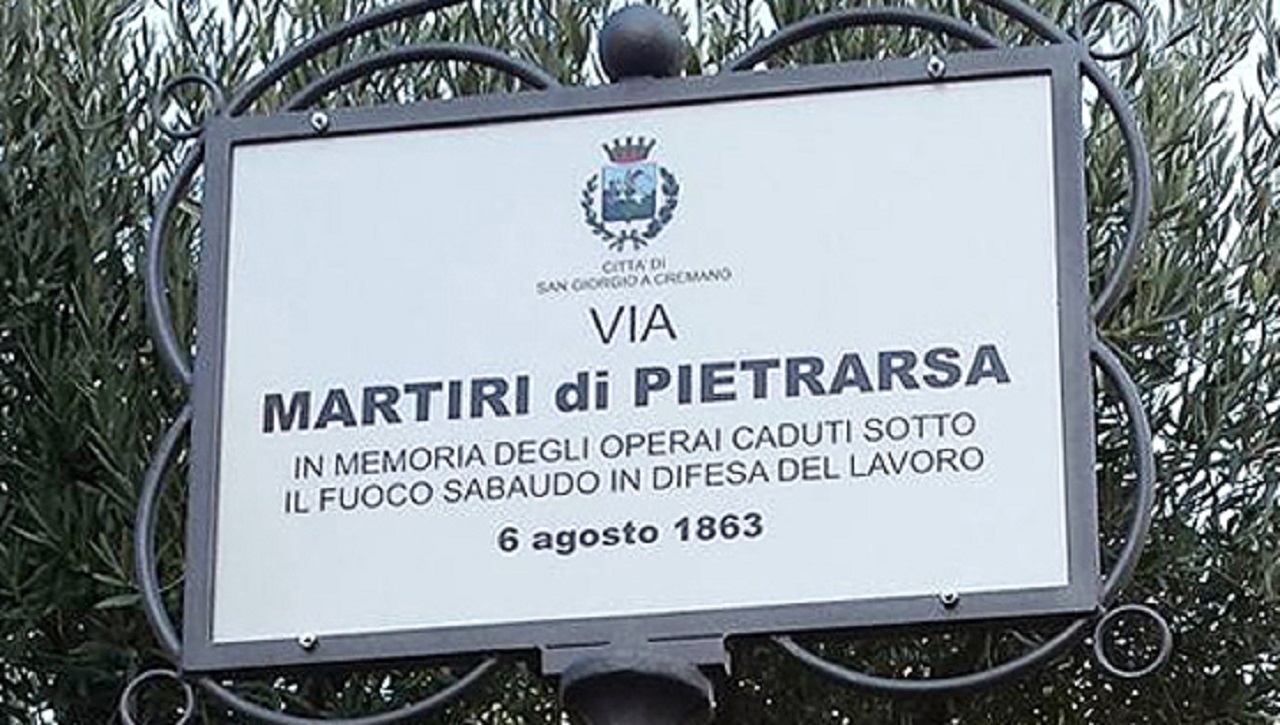 CITTA' DI
SAN GIORGIO A CREMANO
VIA
MARTIRI di PIETRARSA
IN MEMORIA DEGLI OPERAI CADUTI SOTTO
IL FUOCO SABAUDO IN DIFESA DEL LAVORO
6 agosto 1863